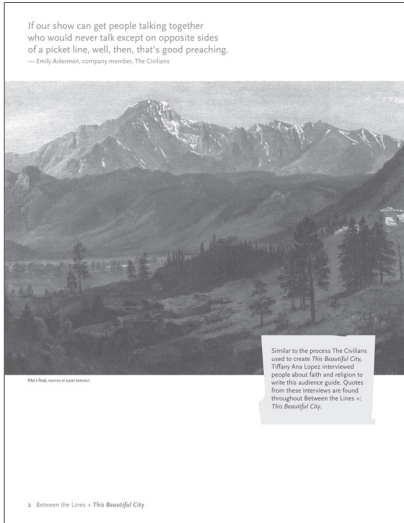 If our show can get people talking together
who would never talk except on opposite sides
of a picket line, well, then, that's good preaching.
— Emily Ackerman, company member, The Civilians
Pike's Peak, PAINTING BY ALBERT BIERSTADT
Similar to the process The Civilians
used to create This Beautiful City,
Tiffany Ana Lopez interviewed
people about faith and religion to
write this audience guide. Quotes
from these interviews are found
throughout Between the Lines »:
This Beautiful City.
2 Between the Lines » This Beautiful City